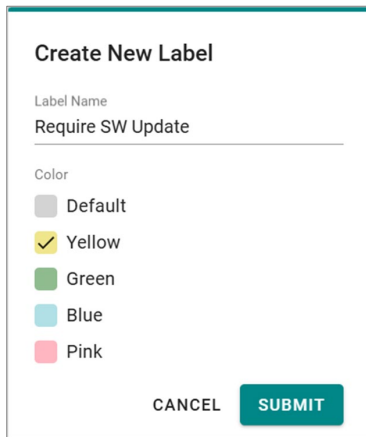 Create New Label
Label Name
Require SW Update
Color
Default
Yellow
Green
Blue
Pink
CANCEL SUBMIT